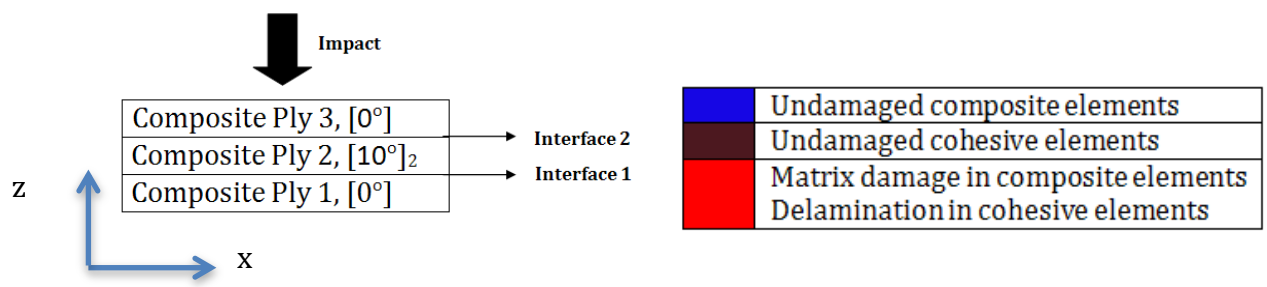 Impact
Composite Ply 3, [0°]
Composite Ply 2, [10°]₂
Composite Ply 1, [0°]
Interface 2
Interface 1
z
x
Undamaged composite elements
Undamaged cohesive elements
Matrix damage in composite elements
Delamination in cohesive elements